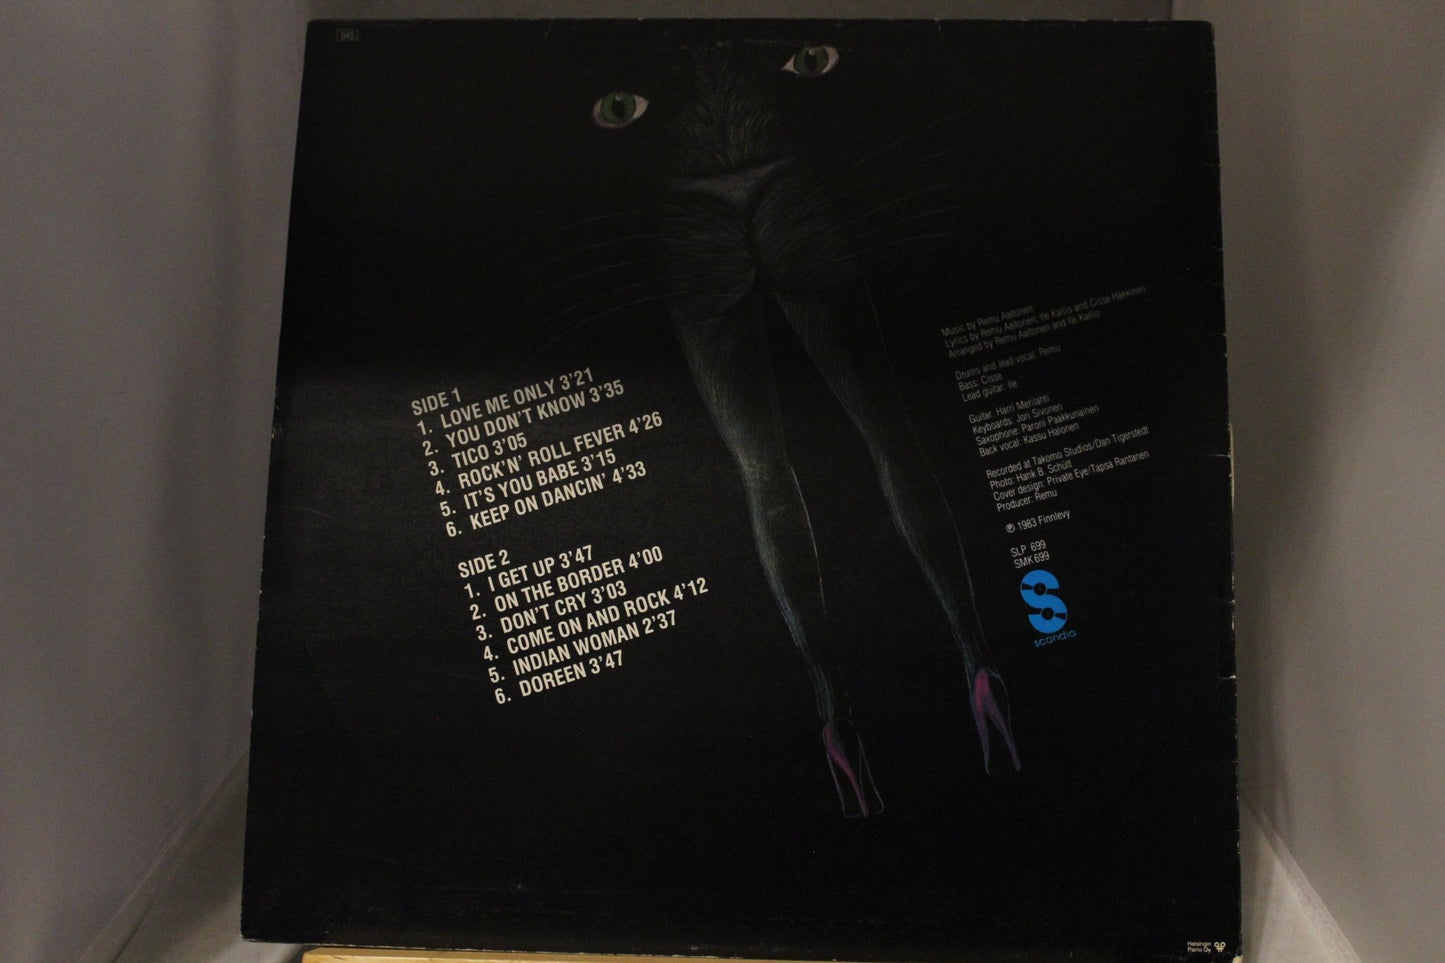 045
SIDE 1
1. LOVE ME ONLY 3'21
2. YOU DON'T KNOW 3'35
3. TICO 3'05
4. ROCK'N' ROLL FEVER 4'26
5. IT'S YOU BABE 3'15
6. KEEP ON DANCIN' 4'33
SIDE 2
1. I GET UP 3'47
2. ON THE BORDER 4'00
3. DON'T CRY 3'03
4. COME ON AND ROCK 4'12
5. INDIAN WOMAN 2'37
6. DOREEN 3'47
Music by Remu Aaltonen
Lyrics by Remu Aaltonen, Ile Kallio and Cisse Häkkinen
Arranged by Remu Aaltonen and Ile Kallio
Drums and lead vocal: Remu
Bass: Cisse
Lead guitar: Ile
Guitar: Harri Merilahti
Keyboards: Jori Sivonen
Saxophone: Paroni Paakkunainen
Back vocal: Kassu Halonen
Recorded at Takomo Studios/Dan Tigerstedt
Photo: Hank B. Schütt
Cover design: Private Eye/Tapsa Rantanen
Producer: Remu
℗ 1983 Finnlevy
SLP 699
SMK 699
scandia
Helsingin
Paino Oy